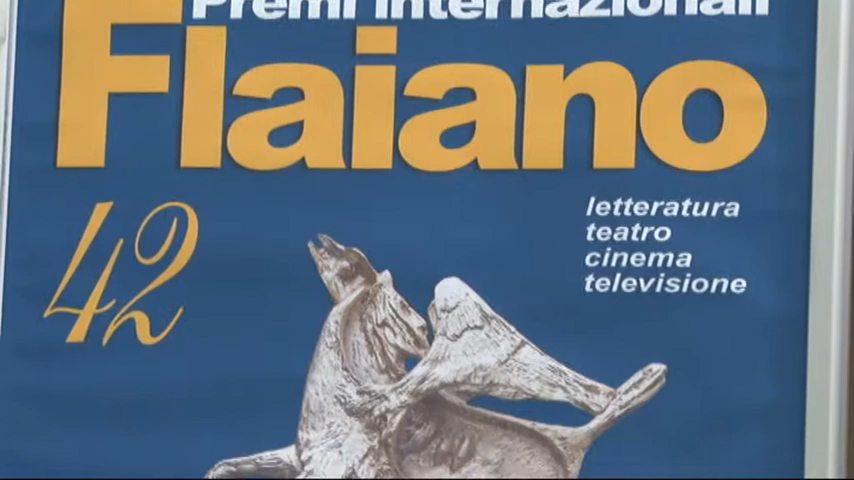 Premi Internazionali
Flaiano
42
letteratura
teatro
cinema
televisione